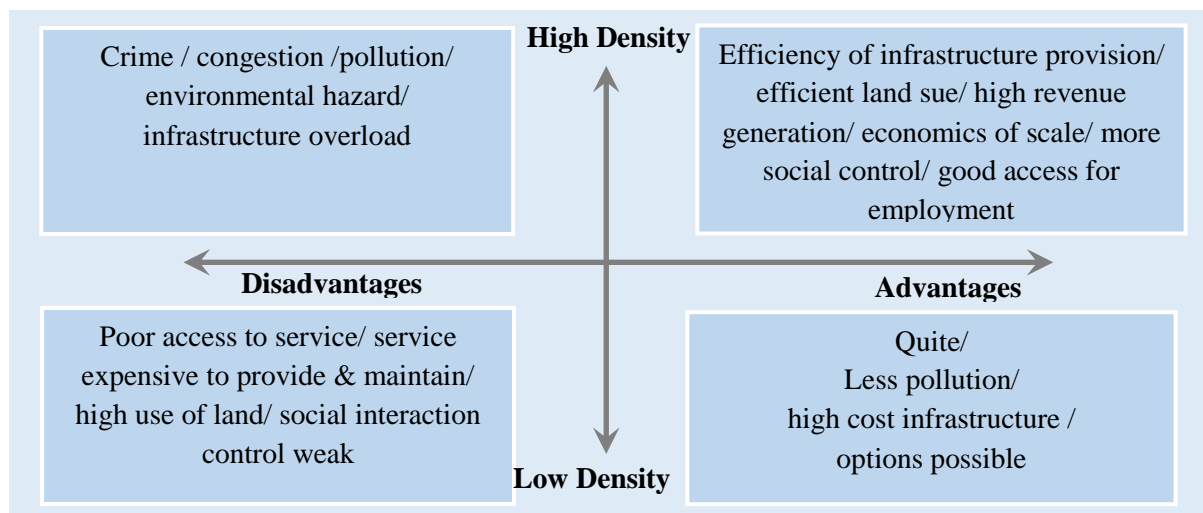 High Density
Crime / congestion /pollution/
environmental hazard/
infrastructure overload
Efficiency of infrastructure provision/
efficient land sue/ high revenue
generation/ economics of scale/ more
social control/ good access for
employment
Disadvantages
Advantages
Poor access to service/ service
expensive to provide & maintain/
high use of land/ social interaction
control weak
Quite/
Less pollution/
high cost infrastructure /
options possible
Low Density